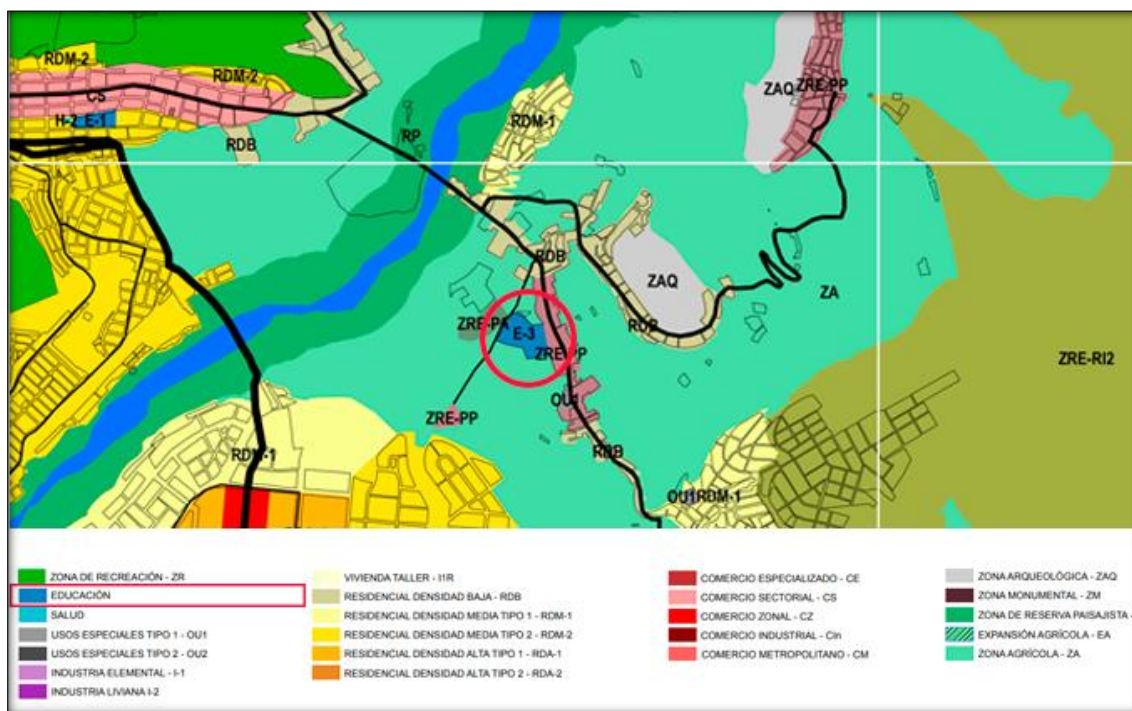 RDM-2
RDM-2
CS
H-2 E-1
RDB
RP
RDM-1
ZAQ
ZRE-PP
RDB
ZAQ
ZA
RDB
ZRE-PA
E-3
ZRE-PP
ZRE-RI2
OU1
ZRE-PP
RDB
RDM-1
OU1 RDM-1
ZONA DE RECREACIÓN - ZR
EDUCACIÓN
SALUD
USOS ESPECIALES TIPO 1 - OU1
USOS ESPECIALES TIPO 2 - OU2
INDUSTRIA ELEMENTAL - I-1
INDUSTRIA LIVIANA I-2
VIVIENDA TALLER - I1R
RESIDENCIAL DENSIDAD BAJA - RDB
RESIDENCIAL DENSIDAD MEDIA TIPO 1 - RDM-1
RESIDENCIAL DENSIDAD MEDIA TIPO 2 - RDM-2
RESIDENCIAL DENSIDAD ALTA TIPO 1 - RDA-1
RESIDENCIAL DENSIDAD ALTA TIPO 2 - RDA-2
COMERCIO ESPECIALIZADO - CE
COMERCIO SECTORIAL - CS
COMERCIO ZONAL - CZ
COMERCIO INDUSTRIAL - CIn
COMERCIO METROPOLITANO - CM
ZONA ARQUEOLÓGICA - ZAQ
ZONA MONUMENTAL - ZM
ZONA DE RESERVA PAISAJISTA -
EXPANSIÓN AGRÍCOLA - EA
ZONA AGRÍCOLA - ZA